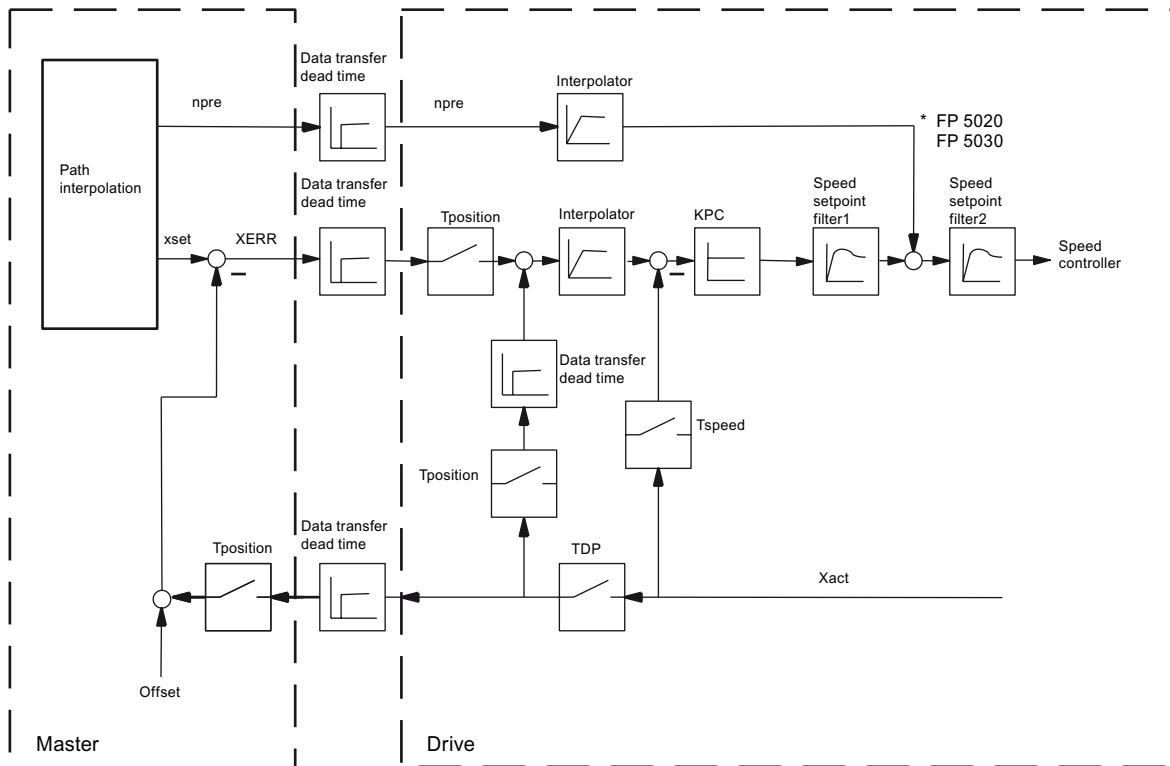 Data transfer
dead time
npre
npre
Interpolator
* FP 5020
FP 5030
Path
interpolation
Data transfer
dead time
xset
XERR
Tposition
Interpolator
KPC
Speed
setpoint
filter1
Speed
setpoint
filter2
Speed
controller
Data transfer
dead time
Tspeed
Tposition
Data transfer
dead time
Tposition
TDP
Xact
Offset
Master
Drive